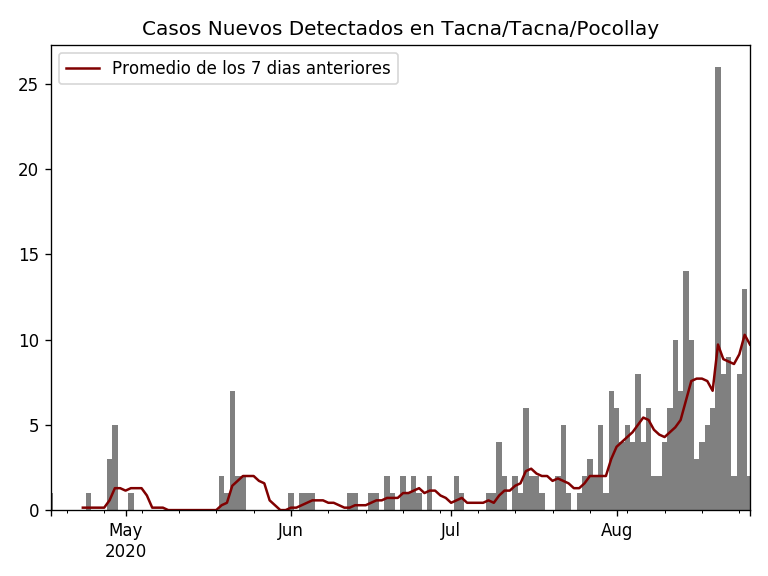 Casos Nuevos Detectados en Tacna/Tacna/Pocollay
Promedio de los 7 dias anteriores
25
20
15
10
5
0
May Jun Jul Aug
2020